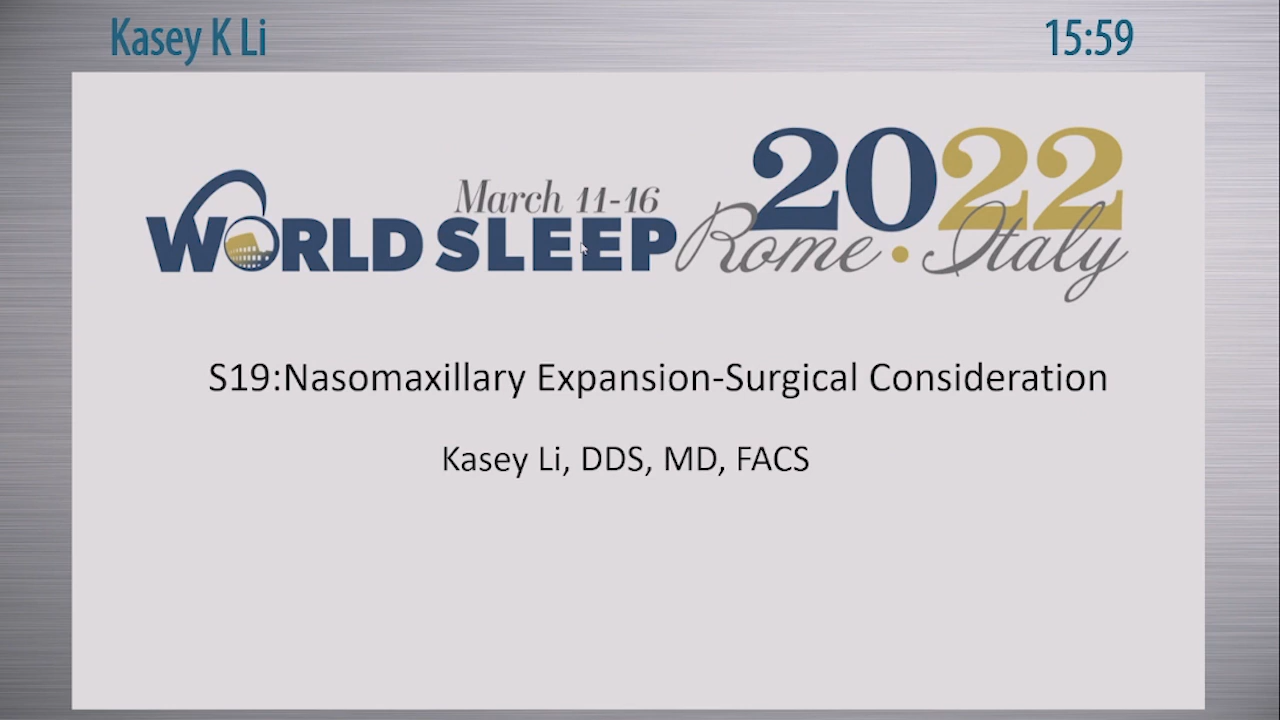 Kasey K Li 15:59
March 11-16 2022
WORLD SLEEP Rome • Italy
S19:Nasomaxillary Expansion-Surgical Consideration
Kasey Li, DDS, MD, FACS